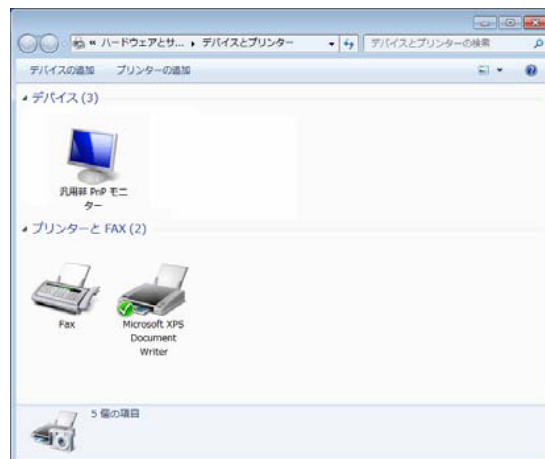 « ハードウェアとサ... ▸ デバイスとプリンター
デバイスとプリンターの検索
デバイスの追加 プリンターの追加
デバイス (3)
汎用非 PnP モニ
ター
プリンターと FAX (2)
Fax
Microsoft XPS
Document
Writer
5 個の項目